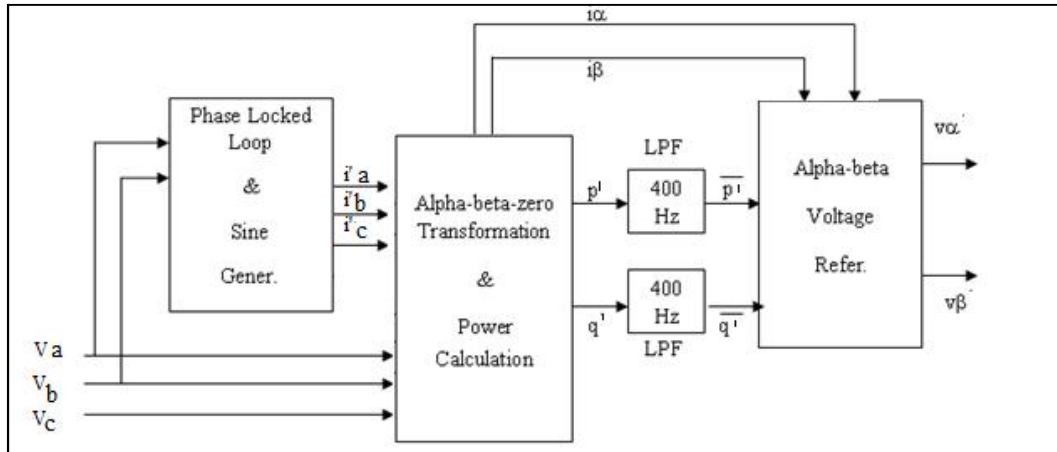 iα
iβ
Phase Locked
Loop
&
Sine
Gener.
i'a
i'b
i'c
Alpha-beta-zero
Transformation
&
Power
Calculation
p'
LPF
400
Hz
p'
q'
400
Hz
LPF
q'
Alpha-beta
Voltage
Refer.
vα'
vβ'
Va
Vb
Vc